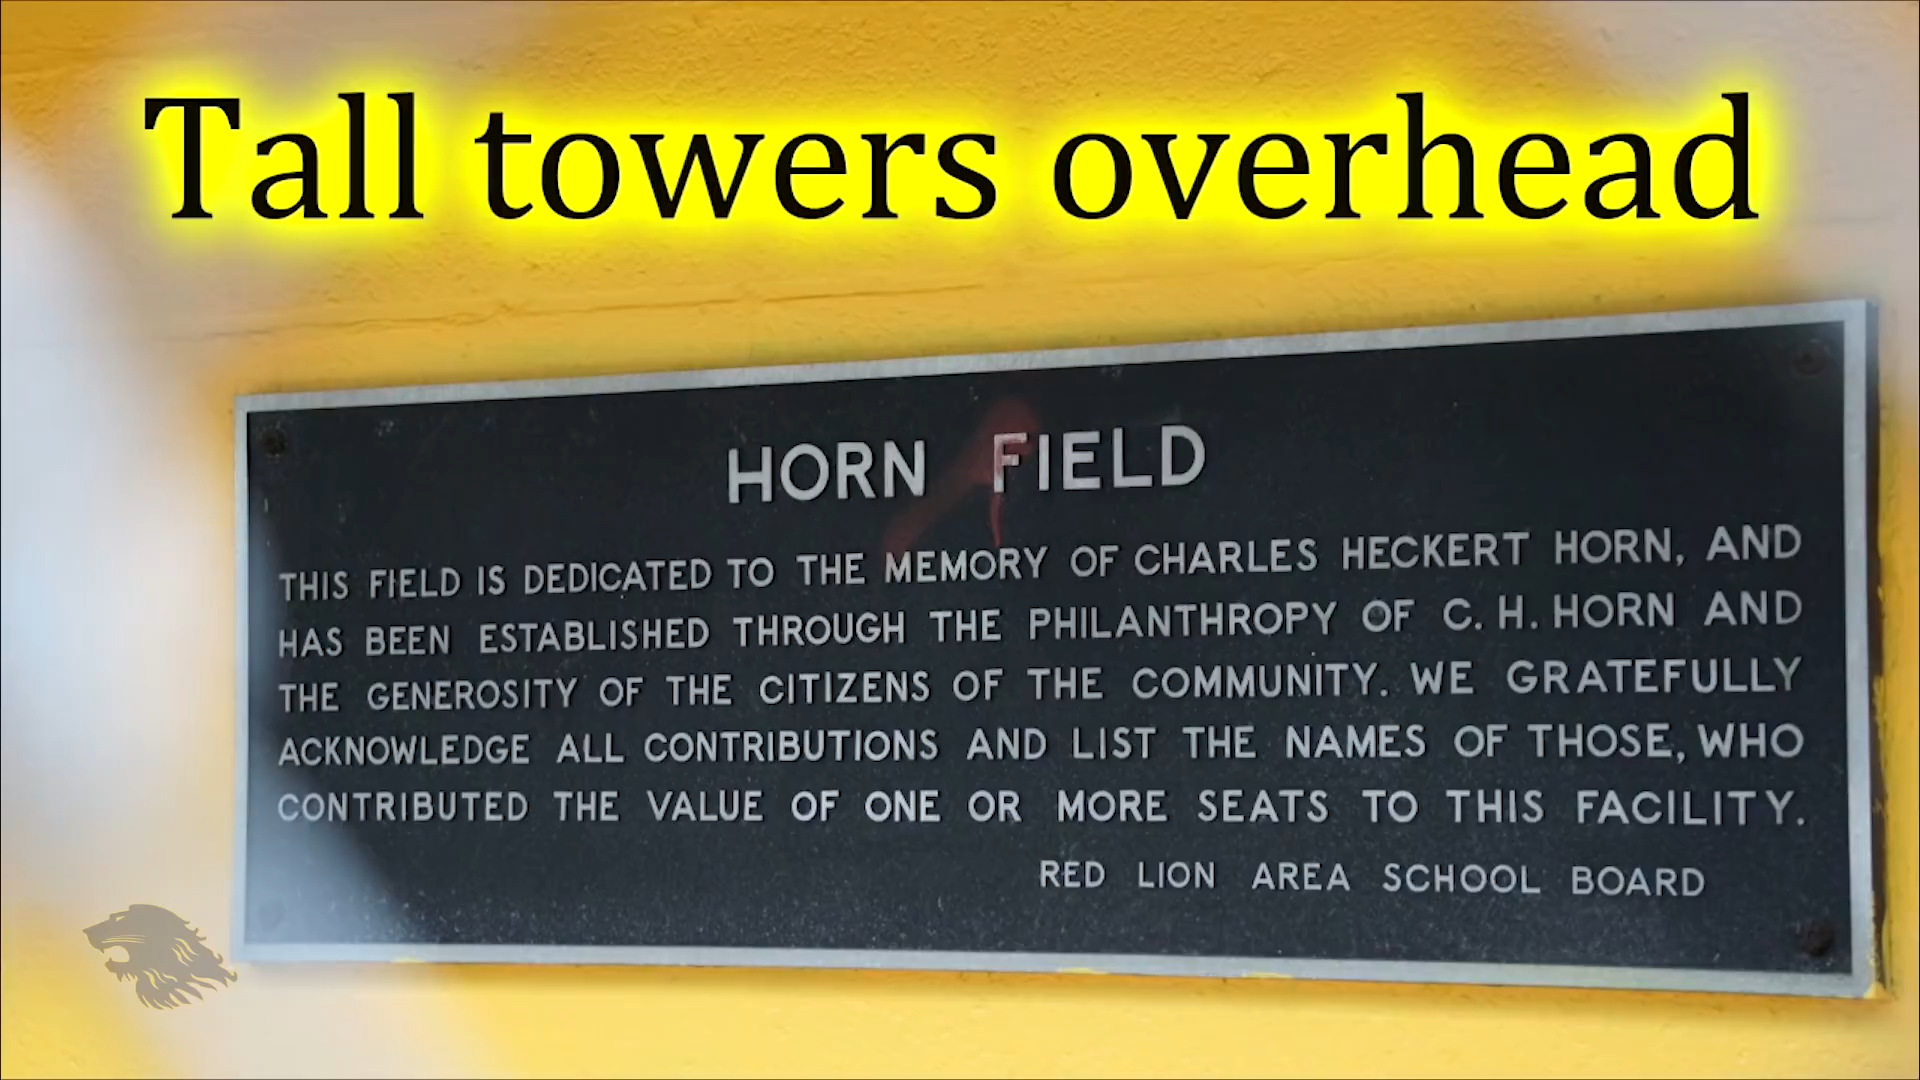 Tall towers overhead
HORN FIELD
THIS FIELD IS DEDICATED TO THE MEMORY OF CHARLES HECKERT HORN, AND
HAS BEEN ESTABLISHED THROUGH THE PHILANTHROPY OF C. H. HORN AND
THE GENEROSITY OF THE CITIZENS OF THE COMMUNITY. WE GRATEFULLY
ACKNOWLEDGE ALL CONTRIBUTIONS AND LIST THE NAMES OF THOSE, WHO
CONTRIBUTED THE VALUE OF ONE OR MORE SEATS TO THIS FACILITY.
RED LION AREA SCHOOL BOARD